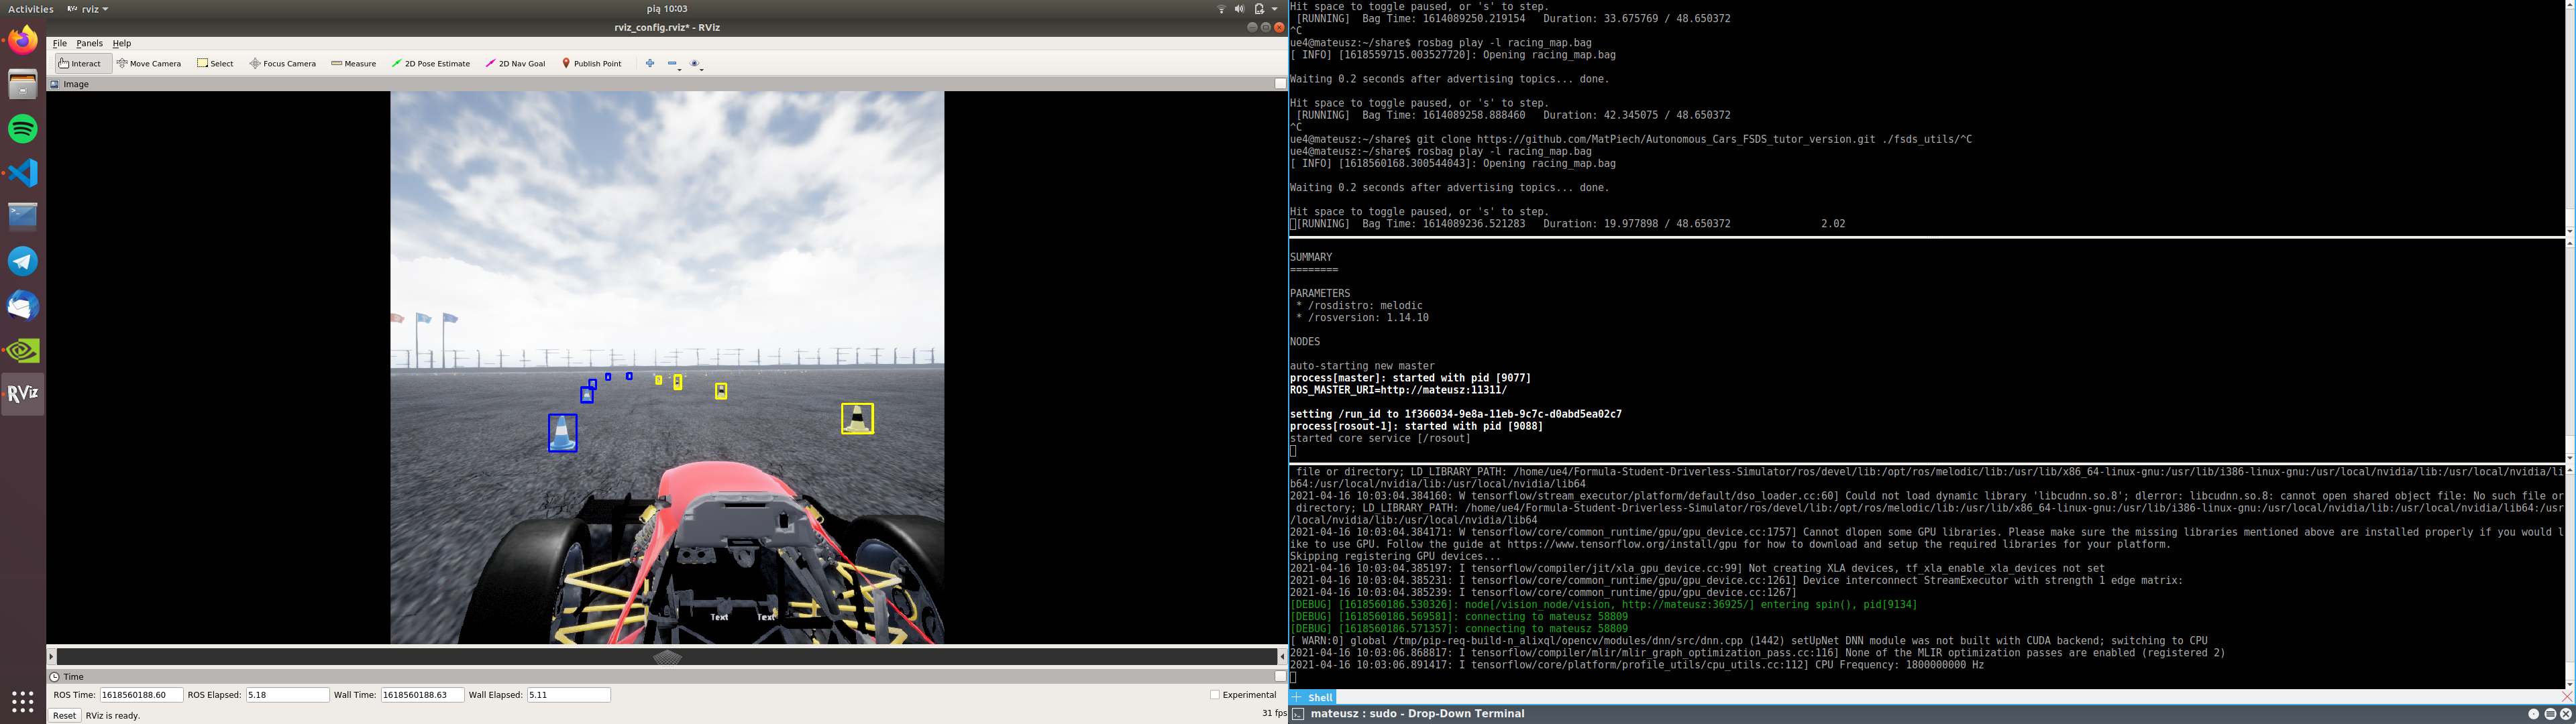 Activities
rviz
pią 10:03
rviz_config.rviz* - RViz
File Panels Help
Interact Move Camera Select Focus Camera Measure 2D Pose Estimate 2D Nav Goal Publish Point
Image
Text Text
RViz
Time
ROS Time: 1618560188.60 ROS Elapsed: 5.18 Wall Time: 1618560188.63 Wall Elapsed: 5.11 Experimental
Reset RViz is ready. 31 fps
Hit space to toggle paused, or 's' to step.
[RUNNING] Bag Time: 1614089250.219154 Duration: 33.675769 / 48.650372
^C
ue4@mateusz:~/share$ rosbag play -l racing_map.bag
[ INFO] [1618559715.003527720]: Opening racing_map.bag
Waiting 0.2 seconds after advertising topics... done.
Hit space to toggle paused, or 's' to step.
[RUNNING] Bag Time: 1614089258.888460 Duration: 42.345075 / 48.650372
^C
ue4@mateusz:~/share$ git clone https://github.com/MatPiech/Autonomous_Cars_FSDS_tutor_version.git ./fsds_utils/^C
ue4@mateusz:~/share$ rosbag play -l racing_map.bag
[ INFO] [1618560168.300544043]: Opening racing_map.bag
Waiting 0.2 seconds after advertising topics... done.
Hit space to toggle paused, or 's' to step.
[RUNNING] Bag Time: 1614089236.521283 Duration: 19.977898 / 48.650372 2.02
SUMMARY
========
PARAMETERS
* /rosdistro: melodic
* /rosversion: 1.14.10
NODES
auto-starting new master
process[master]: started with pid [9077]
ROS_MASTER_URI=http://mateusz:11311/
setting /run_id to 1f366034-9e8a-11eb-9c7c-d0abd5ea02c7
process[rosout-1]: started with pid [9088]
started core service [/rosout]
file or directory; LD_LIBRARY_PATH: /home/ue4/Formula-Student-Driverless-Simulator/ros/devel/lib:/opt/ros/melodic/lib:/usr/lib/x86_64-linux-gnu:/usr/lib/i386-linux-gnu:/usr/local/nvidia/lib:/usr/local/nvidia/li
b64:/usr/local/nvidia/lib:/usr/local/nvidia/lib64
2021-04-16 10:03:04.384160: W tensorflow/stream_executor/platform/default/dso_loader.cc:60] Could not load dynamic library 'libcudnn.so.8'; dlerror: libcudnn.so.8: cannot open shared object file: No such file or
directory; LD_LIBRARY_PATH: /home/ue4/Formula-Student-Driverless-Simulator/ros/devel/lib:/opt/ros/melodic/lib:/usr/lib/x86_64-linux-gnu:/usr/lib/i386-linux-gnu:/usr/local/nvidia/lib:/usr/local/nvidia/lib64:/usr
/local/nvidia/lib:/usr/local/nvidia/lib64
2021-04-16 10:03:04.384171: W tensorflow/core/common_runtime/gpu/gpu_device.cc:1757] Cannot dlopen some GPU libraries. Please make sure the missing libraries mentioned above are installed properly if you would l
ike to use GPU. Follow the guide at https://www.tensorflow.org/install/gpu for how to download and setup the required libraries for your platform.
Skipping registering GPU devices...
2021-04-16 10:03:04.385197: I tensorflow/compiler/jit/xla_gpu_device.cc:99] Not creating XLA devices, tf_xla_enable_xla_devices not set
2021-04-16 10:03:04.385231: I tensorflow/core/common_runtime/gpu/gpu_device.cc:1261] Device interconnect StreamExecutor with strength 1 edge matrix:
2021-04-16 10:03:04.385239: I tensorflow/core/common_runtime/gpu/gpu_device.cc:1267]
[DEBUG] [1618560186.530326]: node[/vision_node/vision, http://mateusz:36925/] entering spin(), pid[9134]
[DEBUG] [1618560186.569581]: connecting to mateusz 58809
[DEBUG] [1618560186.571357]: connecting to mateusz 58809
[ WARN:0] global /tmp/pip-req-build-n_alixql/opencv/modules/dnn/src/dnn.cpp (1442) setUpNet DNN module was not built with CUDA backend; switching to CPU
2021-04-16 10:03:06.868817: I tensorflow/compiler/mlir/mlir_graph_optimization_pass.cc:116] None of the MLIR optimization passes are enabled (registered 2)
2021-04-16 10:03:06.891417: I tensorflow/core/platform/profile_utils/cpu_utils.cc:112] CPU Frequency: 1800000000 Hz
Shell
mateusz : sudo - Drop-Down Terminal